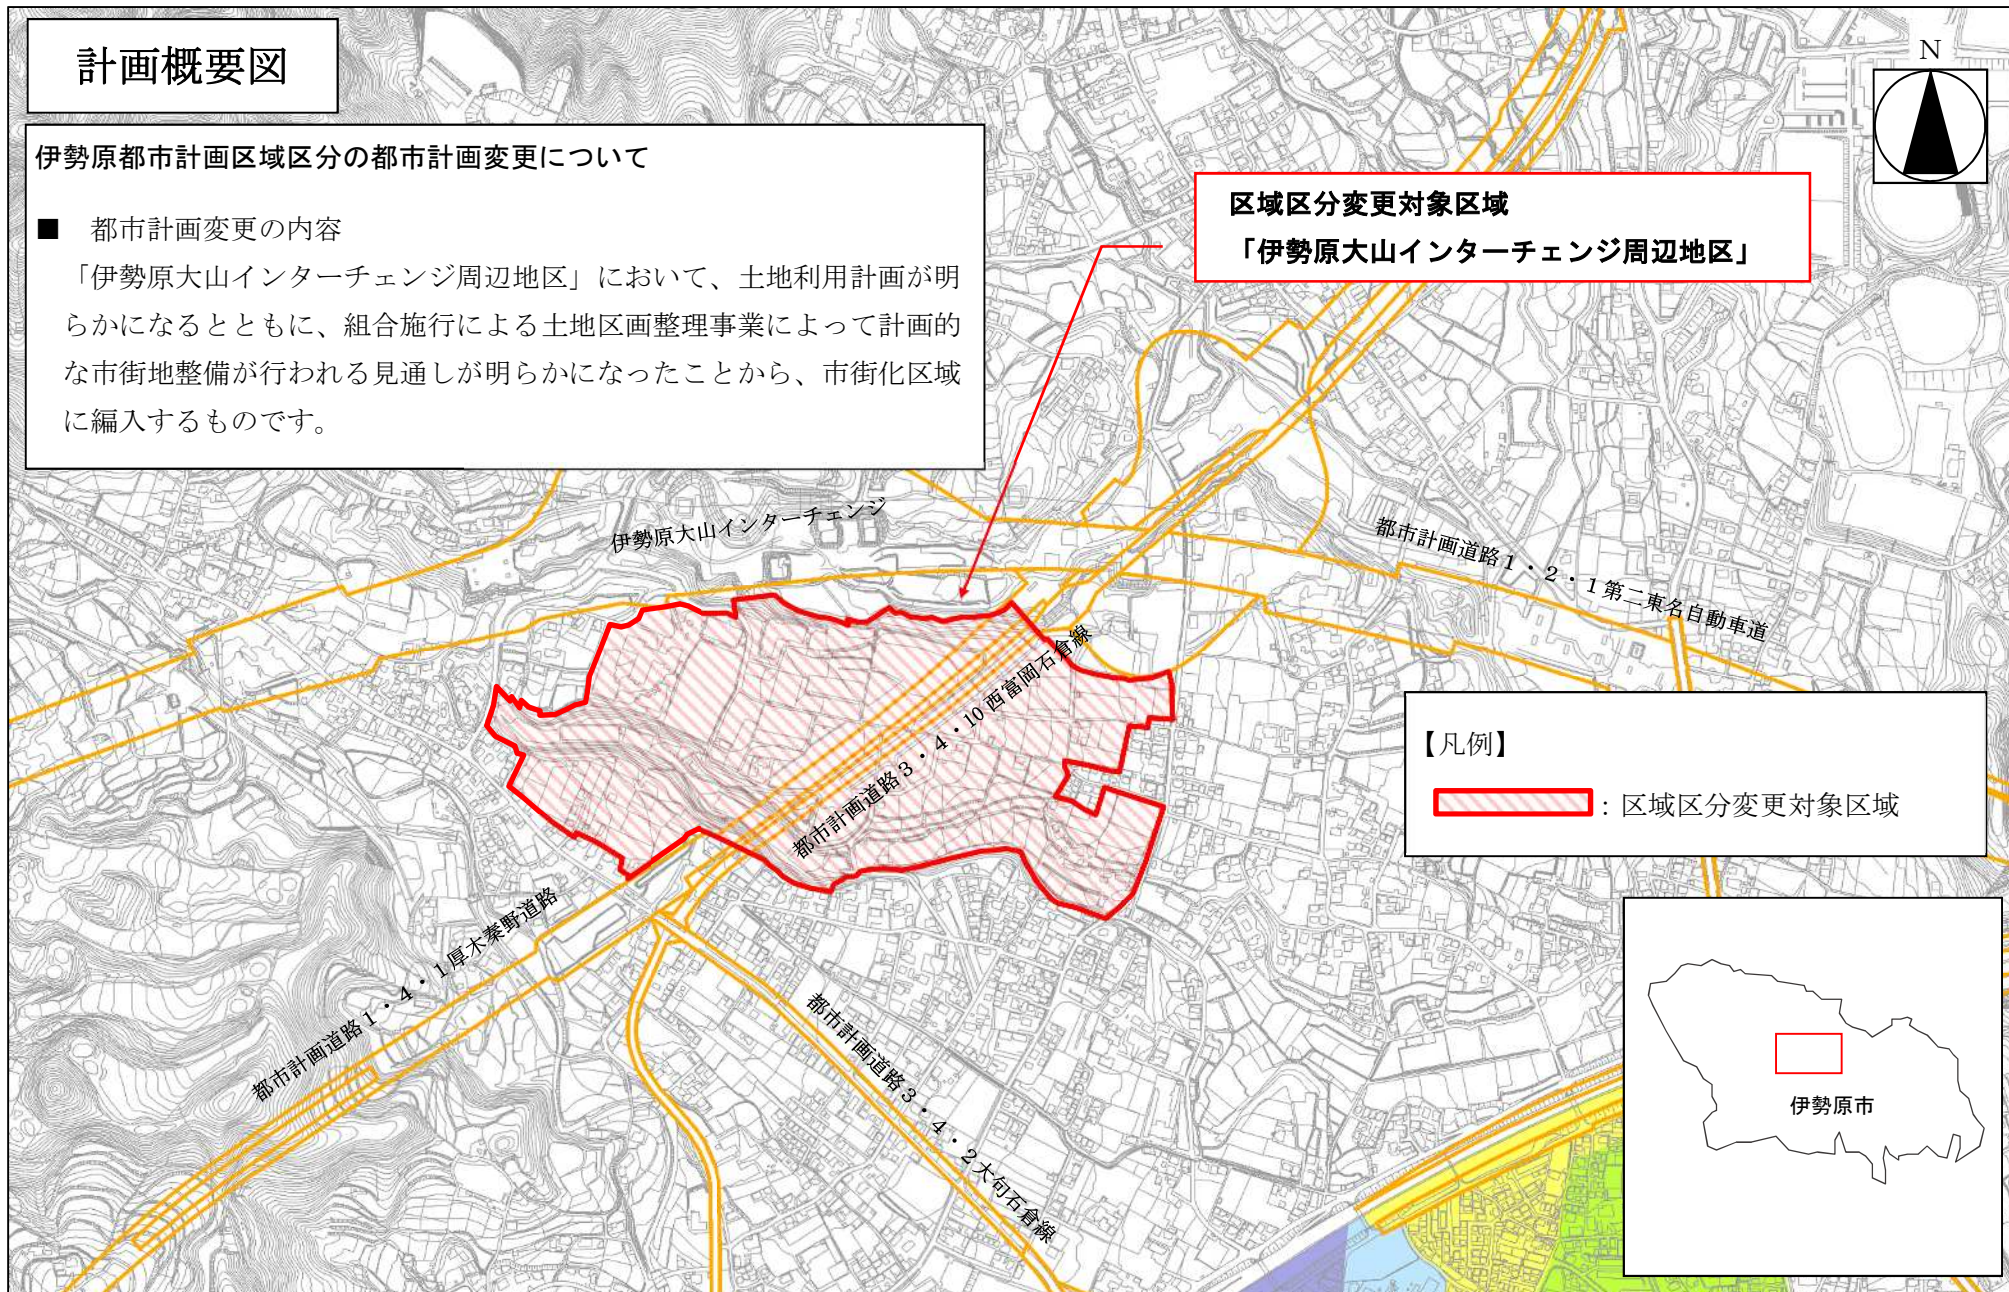 計画概要図
伊勢原都市計画区域区分の都市計画変更について
■ 都市計画変更の内容
「伊勢原大山インターチェンジ周辺地区」において、土地利用計画が明
らかになるとともに、組合施行による土地区画整理事業によって計画的
な市街地整備が行われる見通しが明らかになったことから、市街化区域
に編入するものです。
N
区域区分変更対象区域
「伊勢原大山インターチェンジ周辺地区」
伊勢原大山インターチェンジ
都市計画道路1・2・1第二東名自動車道
都市計画道路3・4・10西富岡石倉線
都市計画道路1・4・1厚木秦野道路
都市計画道路3・4・2大句石倉線
【凡例】
：区域区分変更対象区域
伊勢原市